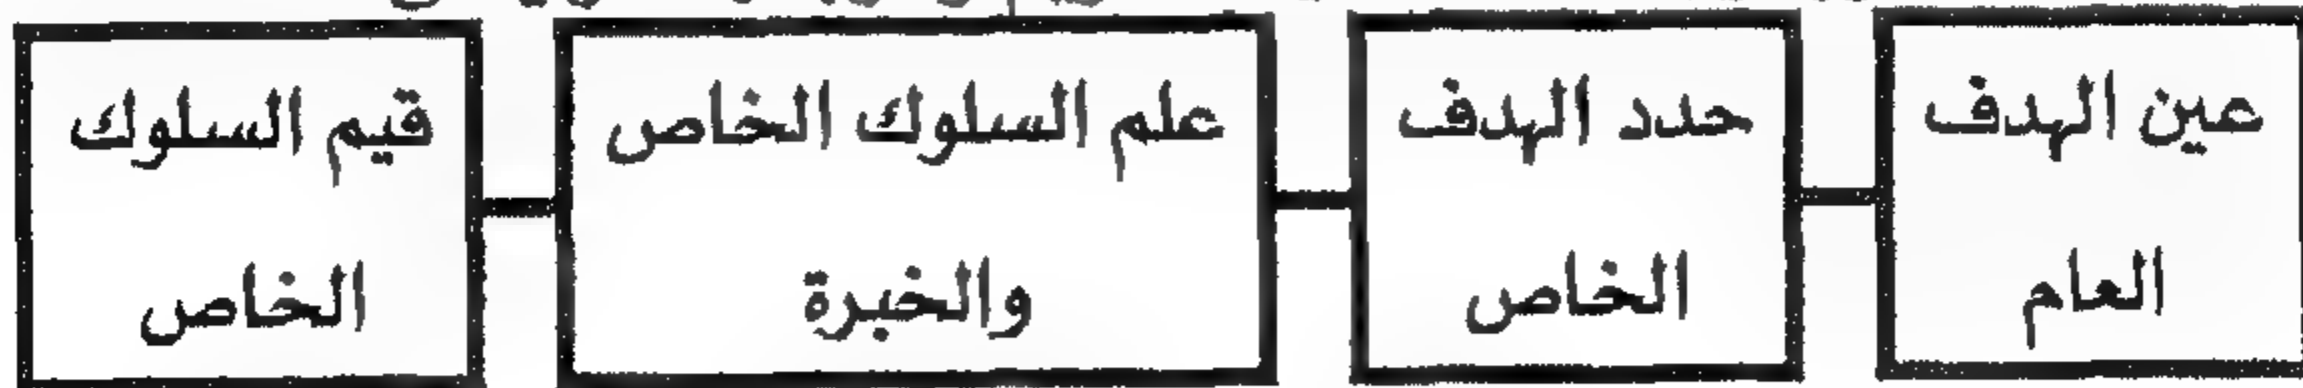 عين الهدف
العام
حدد الهدف
الخاص
علم السلوك الخاص
والخبرة
قيم السلوك
الخاص